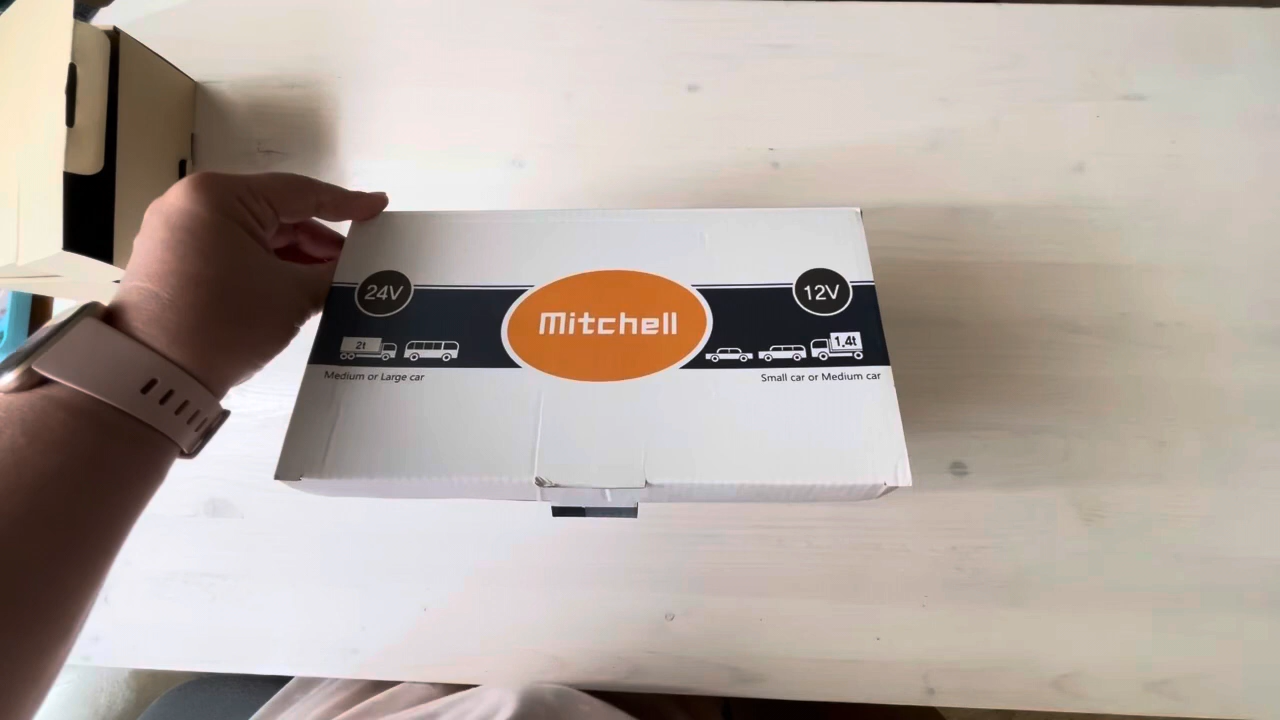 24V
12V
Mitchell
2t
1.4t
Medium or Large car
Small car or Medium car